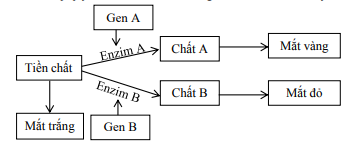 Gen A
Enzim A
Chất A
Mắt vàng
Tiền chất
Enzim B
Chất B
Mắt đỏ
Mắt trắng
Gen B